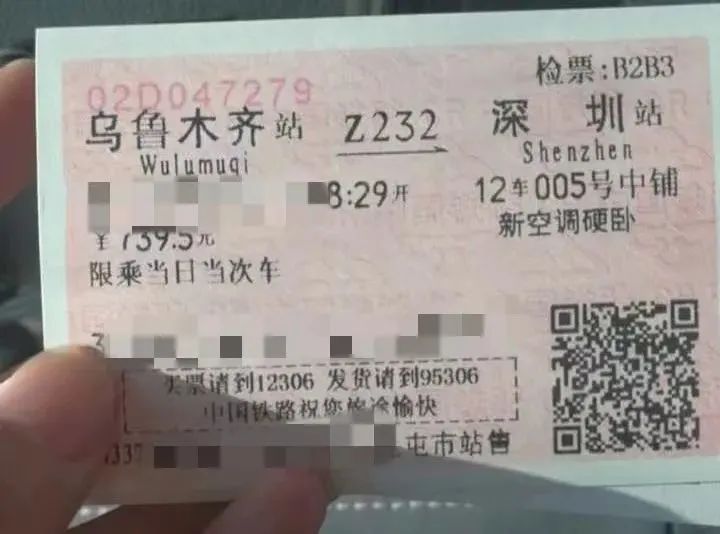 02D047279
检票:B2B3
乌鲁木齐站 Z232 深圳站
Wulumuqi Shenzhen
8:29开 12车005号中铺
¥739.5元 新空调硬卧
限乘当日当次车
买票请到12306 发货请到95306
中国铁路祝您旅途愉快
屯市站售